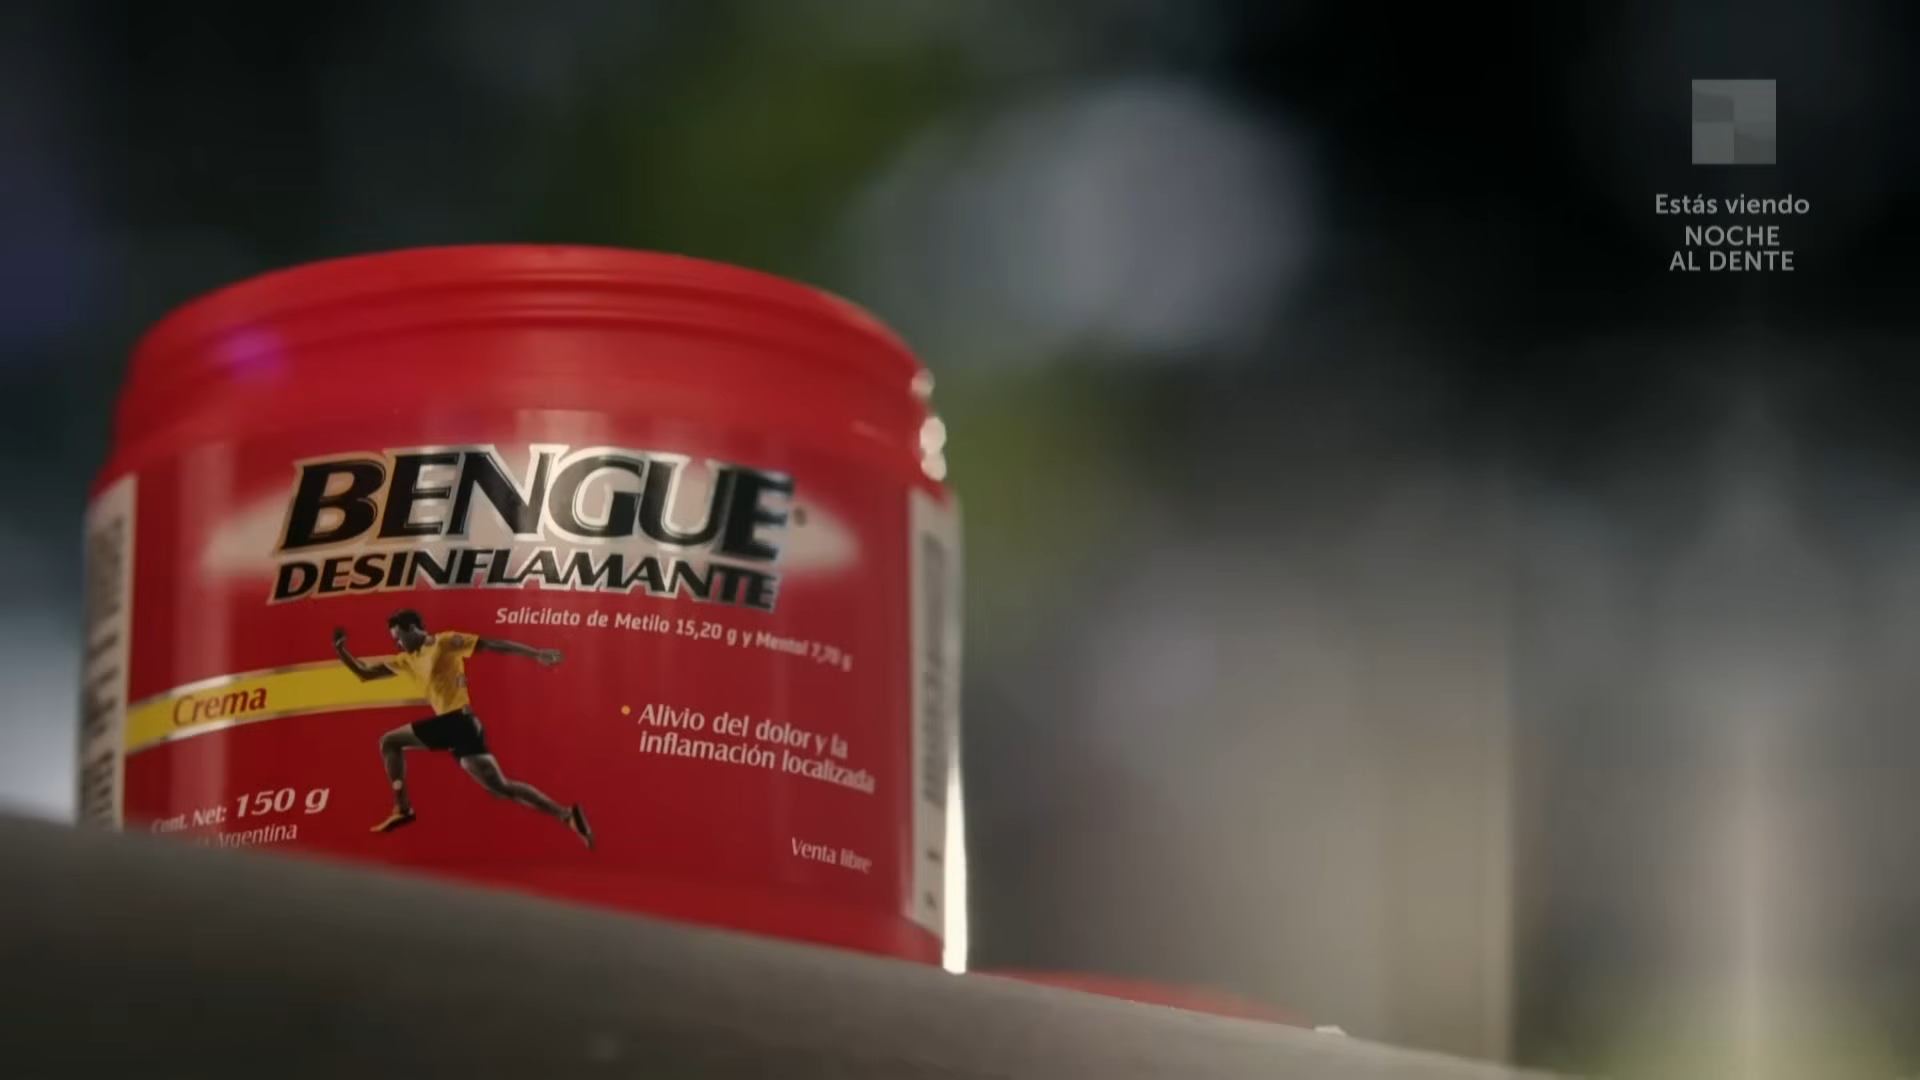 Estás viendo
NOCHE
AL DENTE
BENGUE®
DESINFLAMANTE
Salicilato de Metilo 15,20 g y Mentol 7,70 g
Crema
• Alivio del dolor y la
inflamación localizada
Cont. Net: 150 g
Argentina
Venta libre